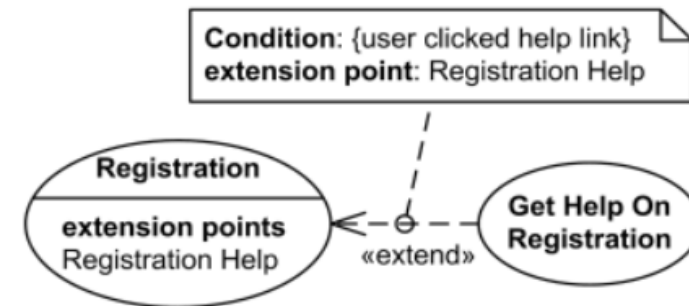 Condition: {user clicked help link}
extension point: Registration Help
Registration
extension points
Registration Help
«extend»
Get Help On
Registration